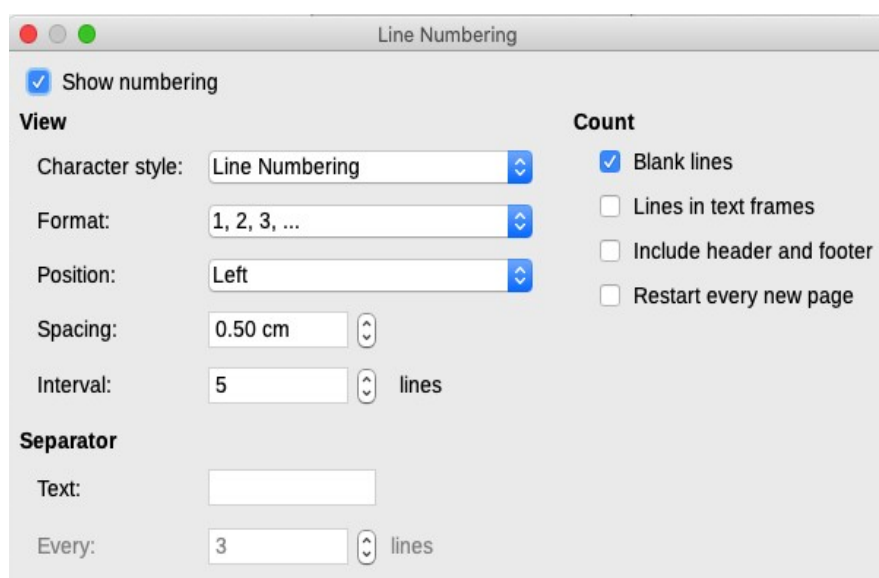 Line Numbering
Show numbering
View
Character style: Line Numbering
Format: 1, 2, 3, ...
Position: Left
Spacing: 0.50 cm
Interval: 5 lines
Separator
Text:
Every: 3 lines
Count
Blank lines
Lines in text frames
Include header and footer
Restart every new page